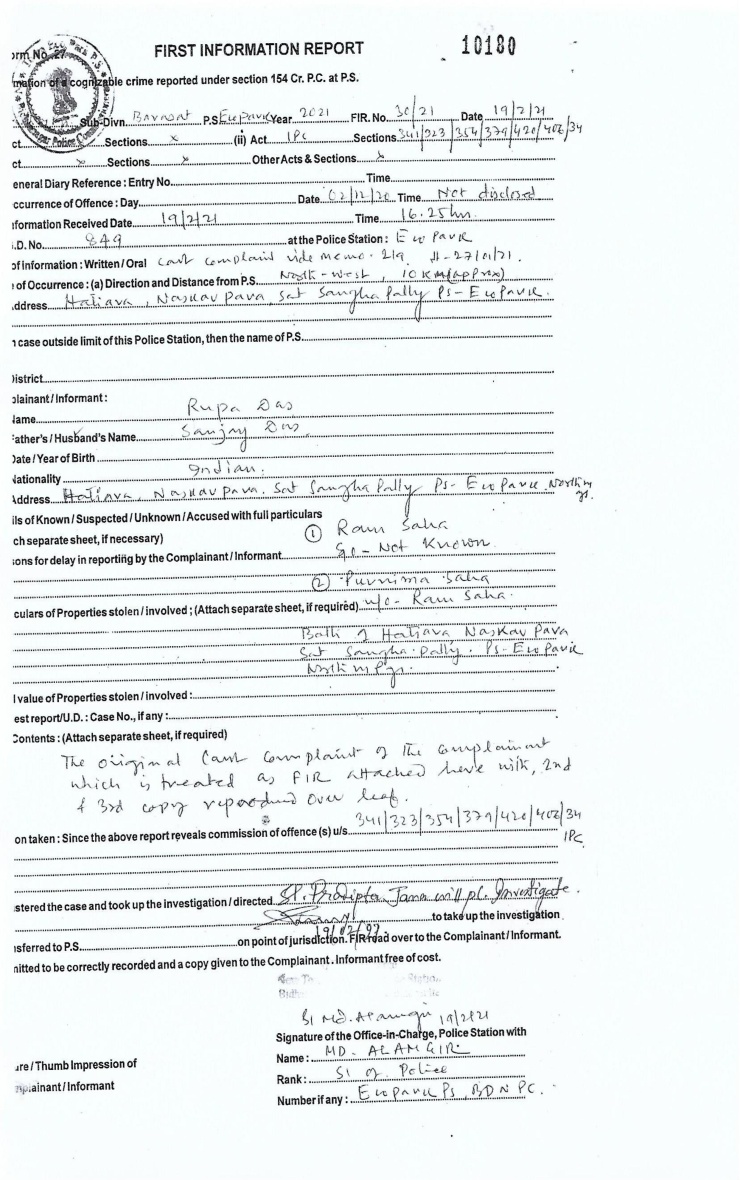 FIRST INFORMATION REPORT 10180
orm No. 27
mation of a cognizable crime reported under section 154 Cr. P.C. at P.S.
Sub-Divn. Barasat P.S Eco Park Year 2021 FIR. No. 30/21 Date 19/2/21
ct Sections x (ii) Act IPC Sections 341/323/354/379/420/406/34
ct x Sections x Other Acts & Sections x
eneral Diary Reference : Entry No. Time
ccurrence of Offence : Day Date 02/12/20 Time Not disclosed
formation Received Date 19/2/21 Time 16.25 hrs
.D. No. 849 at the Police Station : Eco Park
of information : Written / Oral Court Complaint vide memo. 219 dt-27/01/21.
of Occurrence : (a) Direction and Distance from P.S. North-West, 10 KM (approx)
ddress Hatiara, Naskar para, Sat Sangha Pally PS- Eco Park.
n case outside limit of this Police Station, then the name of P.S.
District
plainant / Informant :
Name Rupa Das
Father's / Husband's Name Sanjay Das
Date / Year of Birth
Nationality Indian.
Address Hatiara, Naskar para. Sat Sangha Pally PS- Eco Park North 24 Pgs.
ils of Known / Suspected / Unknown / Accused with full particulars
ch separate sheet, if necessary) ① Ram Saha
S/o - Not Known
ons for delay in reporting by the Complainant / Informant
② Purnima Saha
culars of Properties stolen / involved ; (Attach separate sheet, if required) w/o - Ram Saha.
Both of Hatiara Naskar Para
Sat Sangha Pally. PS- Eco Park
North 24 Pgs.
l value of Properties stolen / involved :
est report/U.D. : Case No., if any :
Contents : (Attach separate sheet, if required)
The original Court complaint of the complainant
which is treated as FIR attached here with, 2nd
& 3rd copy reproduced over leaf.
on taken : Since the above report reveals commission of offence (s) u/s 341/323/354/379/420/406/34
IPC
stered the case and took up the investigation / directed SI. Pradipta Jana will pl. Investigate.
to take up the investigation
sferred to P.S. on point of jurisdiction. FIR read over to the Complainant / Informant.
mitted to be correctly recorded and a copy given to the Complainant . Informant free of cost.
SI Md. Alamgir 19/2/21
Signature of the Office-in-Charge, Police Station with
Name : MD. ALAMGIR
Rank : SI of Police
Number if any : Eco Park PS, BDN PC.
re / Thumb Impression of
plainant / Informant